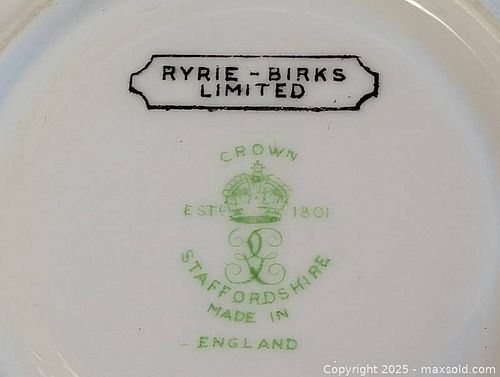 RYRIE - BIRKS
LIMITED
CROWN
ESTD 1801
STAFFORDSHIRE
MADE IN
ENGLAND
Copyright © 2025 - maxsold.com